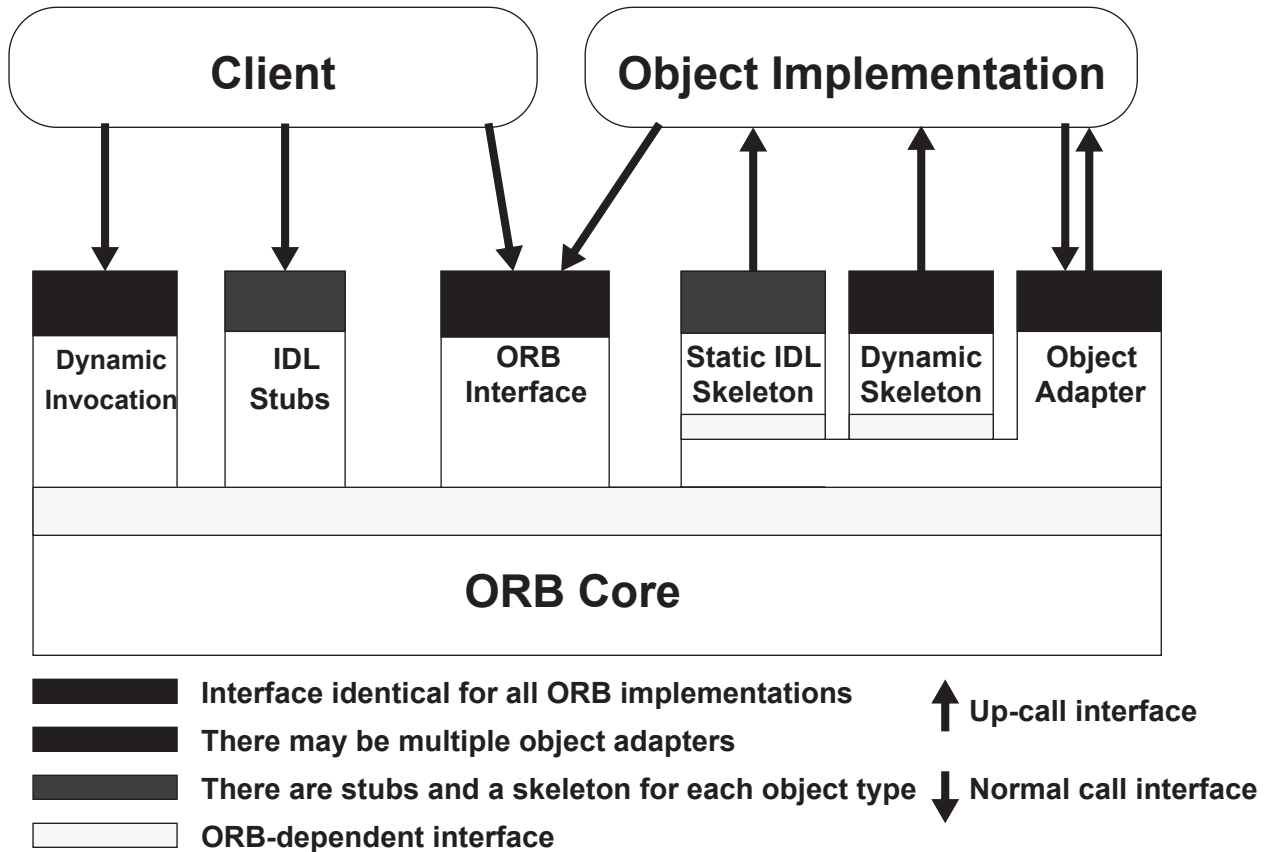 Client
Object Implementation
Dynamic
Invocation
IDL
Stubs
ORB
Interface
Static IDL
Skeleton
Dynamic
Skeleton
Object
Adapter
ORB Core
Interface identical for all ORB implementations
There may be multiple object adapters
There are stubs and a skeleton for each object type
ORB-dependent interface
Up-call interface
Normal call interface